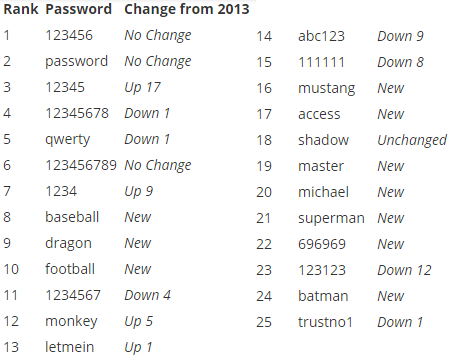 Rank Password Change from 2013
1 123456 No Change
2 password No Change
3 12345 Up 17
4 12345678 Down 1
5 qwerty Down 1
6 123456789 No Change
7 1234 Up 9
8 baseball New
9 dragon New
10 football New
11 1234567 Down 4
12 monkey Up 5
13 letmein Up 1
14 abc123 Down 9
15 111111 Down 8
16 mustang New
17 access New
18 shadow Unchanged
19 master New
20 michael New
21 superman New
22 696969 New
23 123123 Down 12
24 batman New
25 trustno1 Down 1